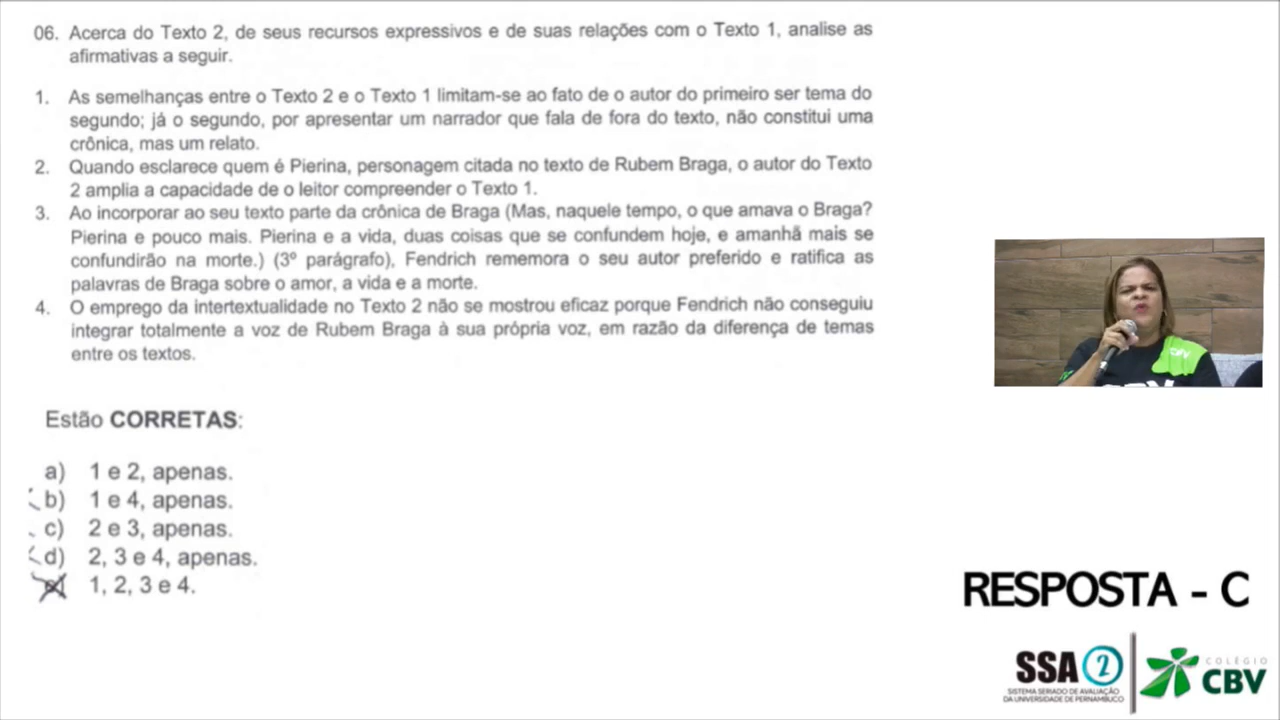 06. Acerca do Texto 2, de seus recursos expressivos e de suas relações com o Texto 1, analise as
afirmativas a seguir.
1. As semelhanças entre o Texto 2 e o Texto 1 limitam-se ao fato de o autor do primeiro ser tema do
segundo; já o segundo, por apresentar um narrador que fala de fora do texto, não constitui uma
crônica, mas um relato.
2. Quando esclarece quem é Pierina, personagem citada no texto de Rubem Braga, o autor do Texto
2 amplia a capacidade de o leitor compreender o Texto 1.
3. Ao incorporar ao seu texto parte da crônica de Braga (Mas, naquele tempo, o que amava o Braga?
Pierina e pouco mais. Pierina e a vida, duas coisas que se confundem hoje, e amanhã mais se
confundirão na morte.) (3º parágrafo), Fendrich rememora o seu autor preferido e ratifica as
palavras de Braga sobre o amor, a vida e a morte.
4. O emprego da intertextualidade no Texto 2 não se mostrou eficaz porque Fendrich não conseguiu
integrar totalmente a voz de Rubem Braga à sua própria voz, em razão da diferença de temas
entre os textos.
Estão CORRETAS:
a) 1 e 2, apenas.
b) 1 e 4, apenas.
c) 2 e 3, apenas.
d) 2, 3 e 4, apenas.
e) 1, 2, 3 e 4.
RESPOSTA - C
SSA 2
SISTEMA SERIADO DE AVALIAÇÃO
DA UNIVERSIDADE DE PERNAMBUCO
COLÉGIO
CBV